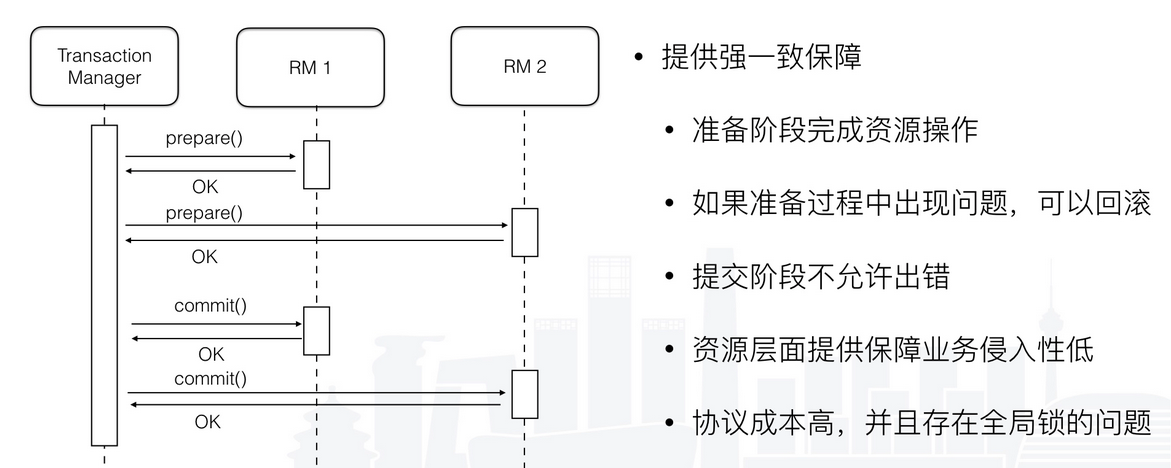 Transaction
Manager
RM 1
RM 2
prepare()
OK
prepare()
OK
commit()
OK
commit()
OK
• 提供强一致保障
• 准备阶段完成资源操作
• 如果准备过程中出现问题，可以回滚
• 提交阶段不允许出错
• 资源层面提供保障业务侵入性低
• 协议成本高，并且存在全局锁的问题